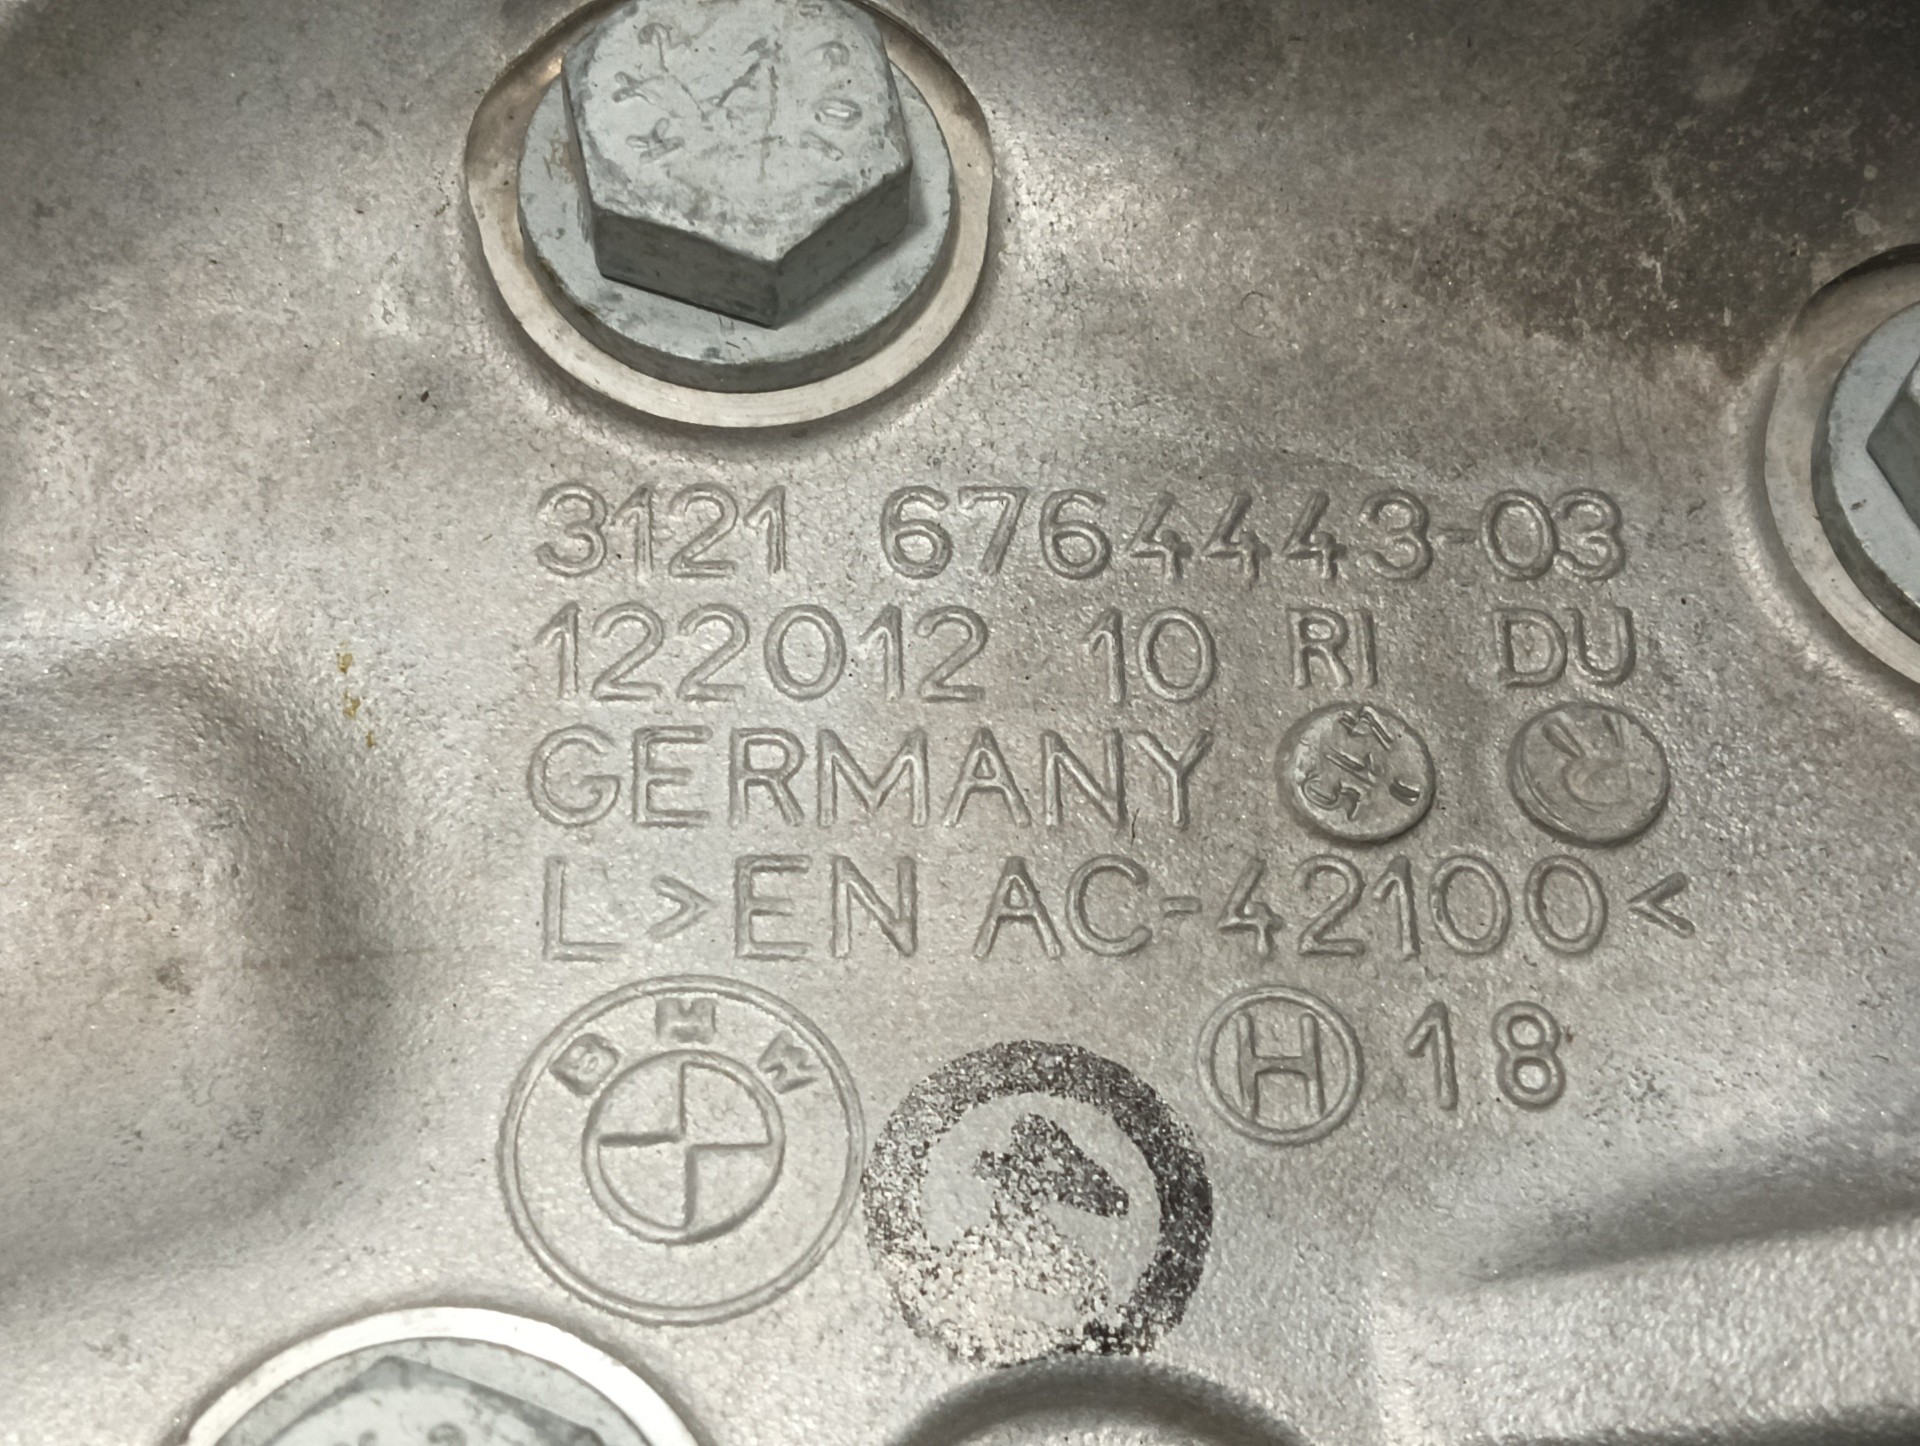 3121 6764443-03
122012 10 RI DU
GERMANY
L >EN AC-42100<
BMW
H 18